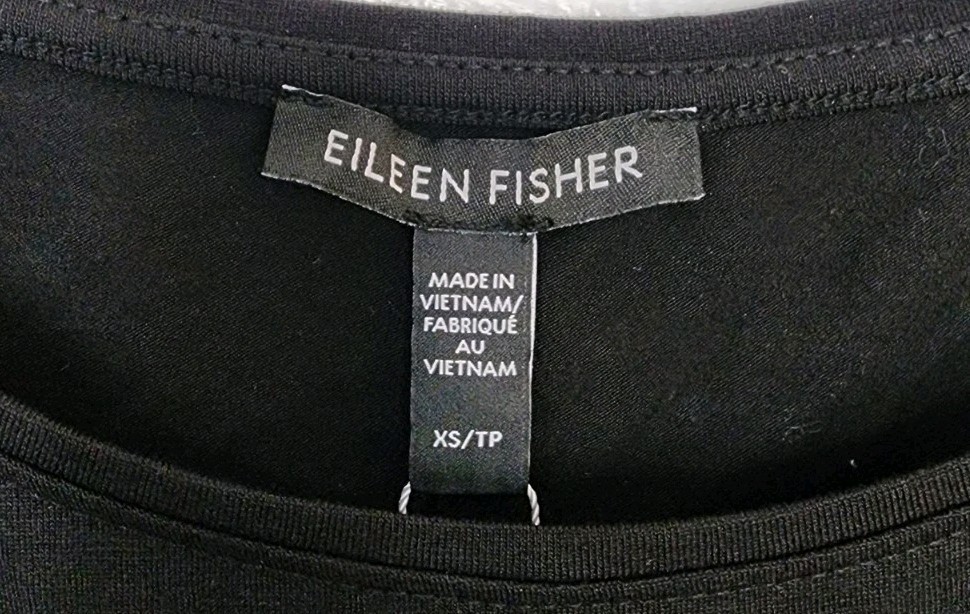 EILEEN FISHER
MADE IN
VIETNAM/
FABRIQUÉ
AU
VIETNAM
XS/TP